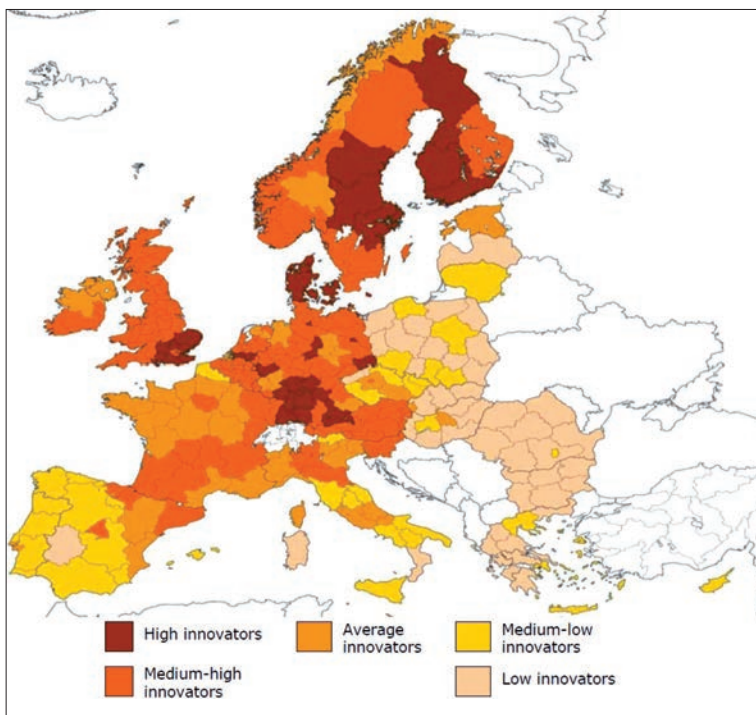 High innovators
Average
innovators
Medium-low
innovators
Medium-high
innovators
Low innovators